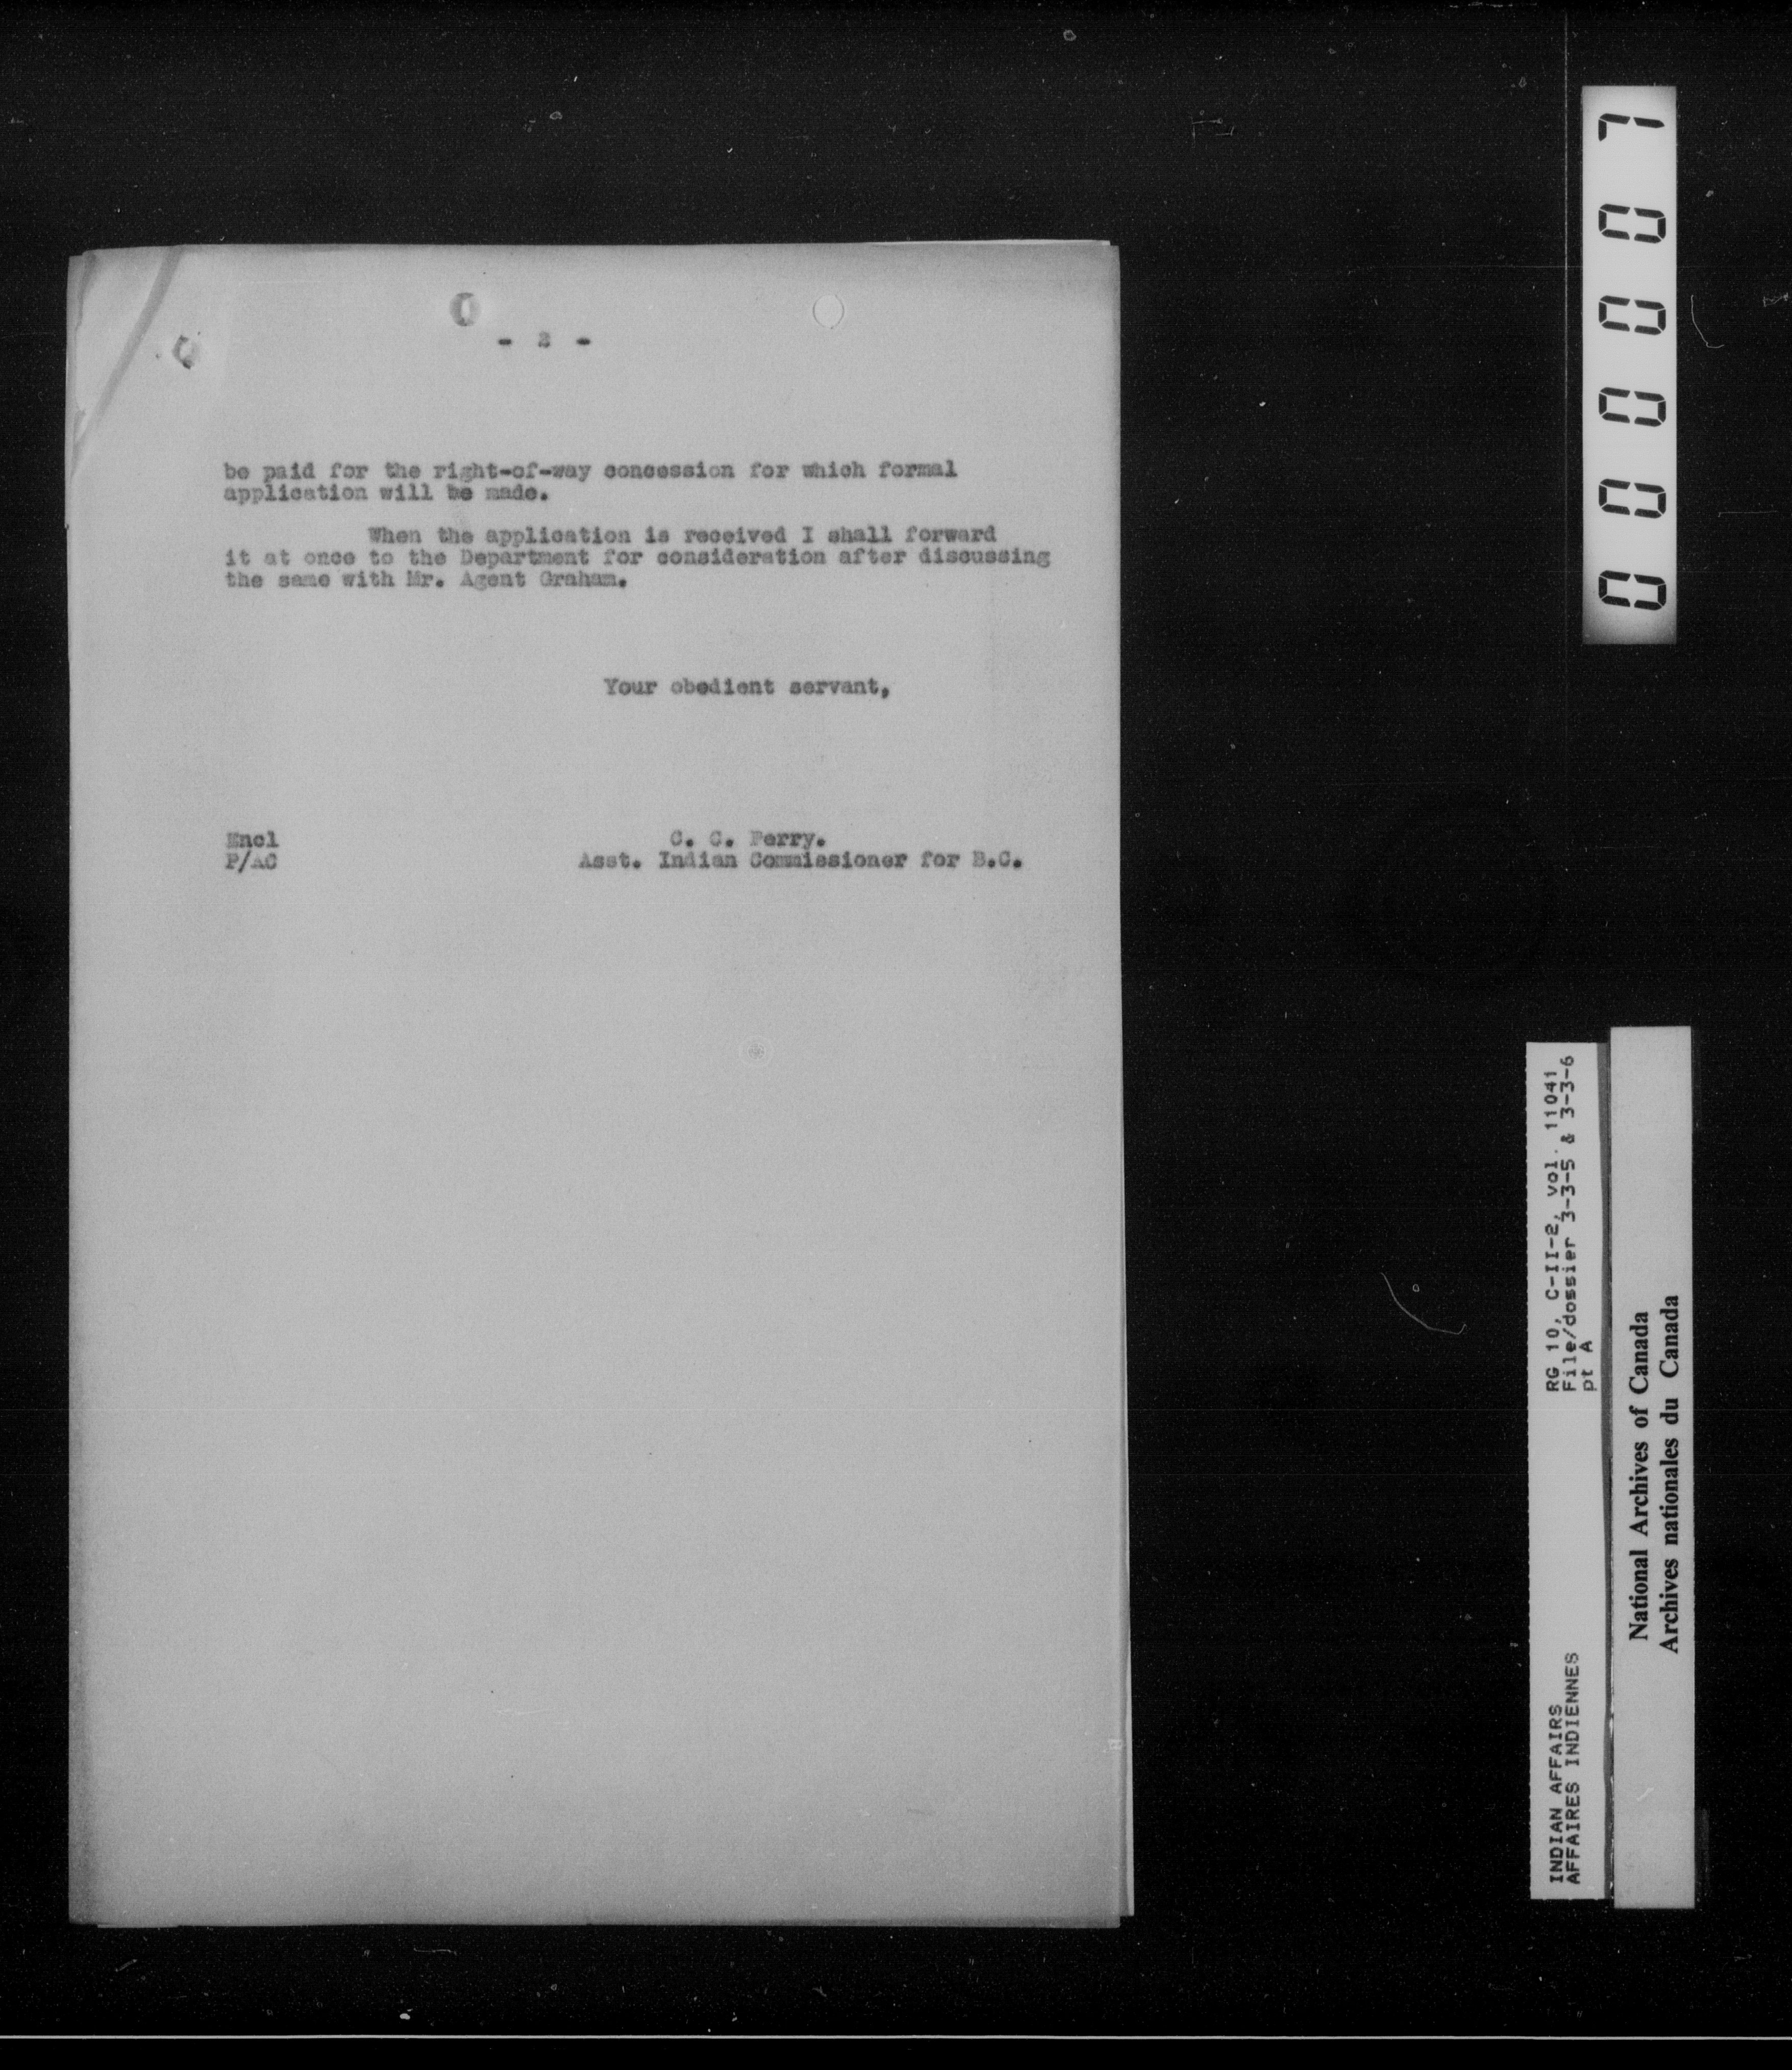 - 2 -
be paid for the right-of-way concession for which formal
application will be made.
When the application is received I shall forward
it at once to the Department for consideration after discussing
the same with Mr. Agent Graham.
Your obedient servant,
Encl
P/AC
C. C. Perry.
Asst. Indian Commissioner for B.C.
000007
RG 10, C-II-2, vol. 11041
File/dossier 3-3-5 & 3-3-6
pt A
INDIAN AFFAIRS
AFFAIRES INDIENNES
National Archives of Canada
Archives nationales du Canada